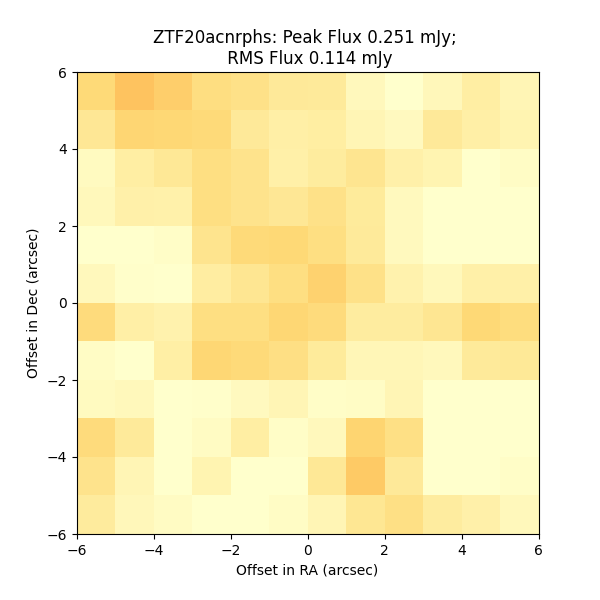 ZTF20acnrphs: Peak Flux 0.251 mJy;
RMS Flux 0.114 mJy
6
4
2
0
−2
−4
−6
Offset in Dec (arcsec)
−6 −4 −2 0 2 4 6
Offset in RA (arcsec)